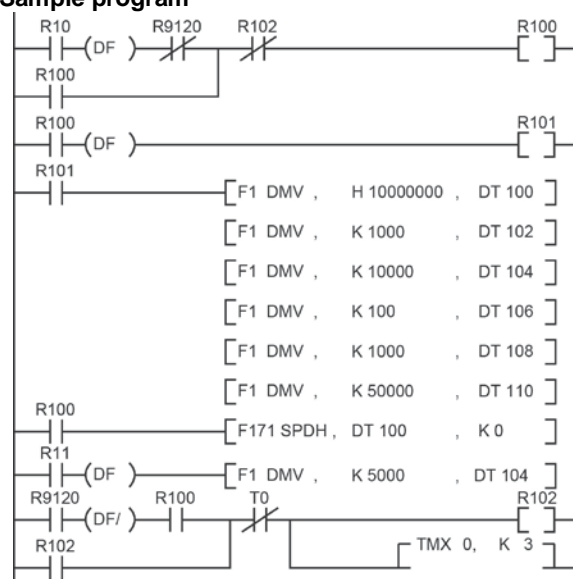 Sample program
R10 R9120 R102 R100
(DF )
R100
R100 R101
(DF )
R101
[F1 DMV , H 10000000 , DT 100 ]
[F1 DMV , K 1000 , DT 102 ]
[F1 DMV , K 10000 , DT 104 ]
[F1 DMV , K 100 , DT 106 ]
[F1 DMV , K 1000 , DT 108 ]
[F1 DMV , K 50000 , DT 110 ]
R100
[F171 SPDH , DT 100 , K 0 ]
R11
(DF ) [F1 DMV , K 5000 , DT 104 ]
R9120 R100 T0 R102
(DF/ )
R102
TMX 0, K 3